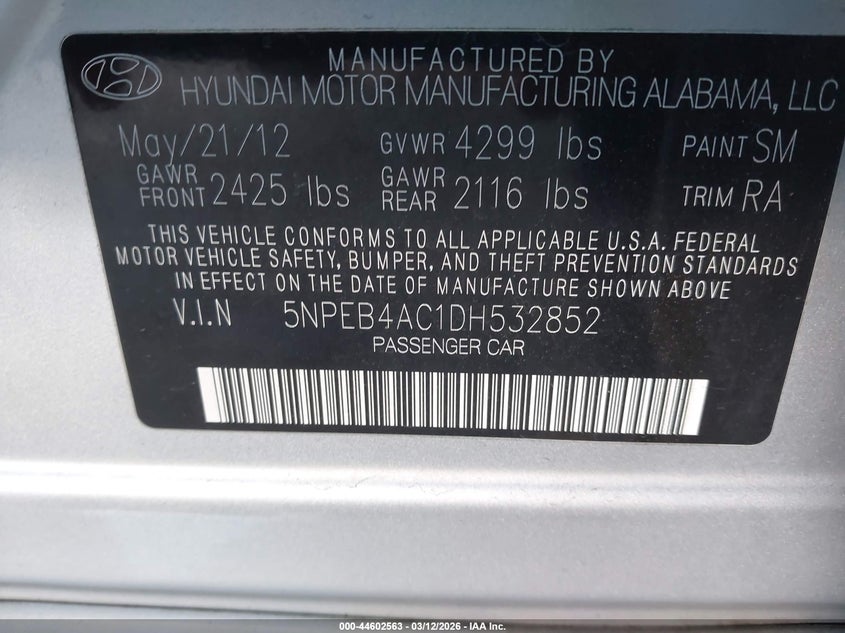 MANUFACTURED BY
HYUNDAI MOTOR MANUFACTURING ALABAMA, LLC
May/21/12 GVWR 4299 lbs PAINT SM
GAWR FRONT 2425 lbs GAWR REAR 2116 lbs TRIM RA
THIS VEHICLE CONFORMS TO ALL APPLICABLE U.S.A. FEDERAL
MOTOR VEHICLE SAFETY, BUMPER, AND THEFT PREVENTION STANDARDS
IN EFFECT ON THE DATE OF MANUFACTURE SHOWN ABOVE
V.I.N 5NPEB4AC1DH532852
PASSENGER CAR
000-44602563 - 03/12/2026 - IAA Inc.